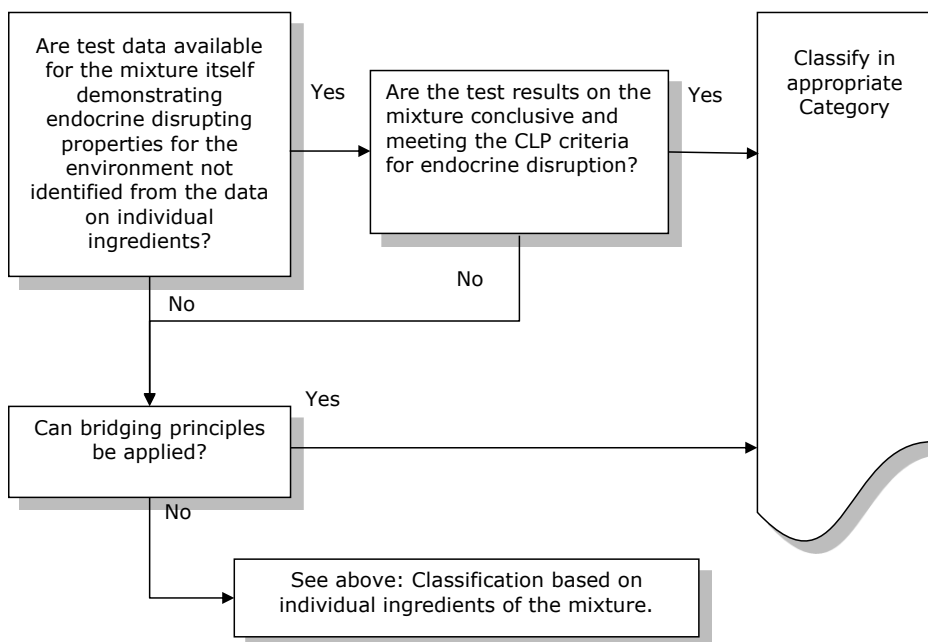 Are test data available
for the mixture itself
demonstrating
endocrine disrupting
properties for the
environment not
identified from the data
on individual
ingredients?
Yes
Are the test results on the
mixture conclusive and
meeting the CLP criteria
for endocrine disruption?
Yes
Classify in
appropriate
Category
No
No
Can bridging principles
be applied?
Yes
No
See above: Classification based on
individual ingredients of the mixture.